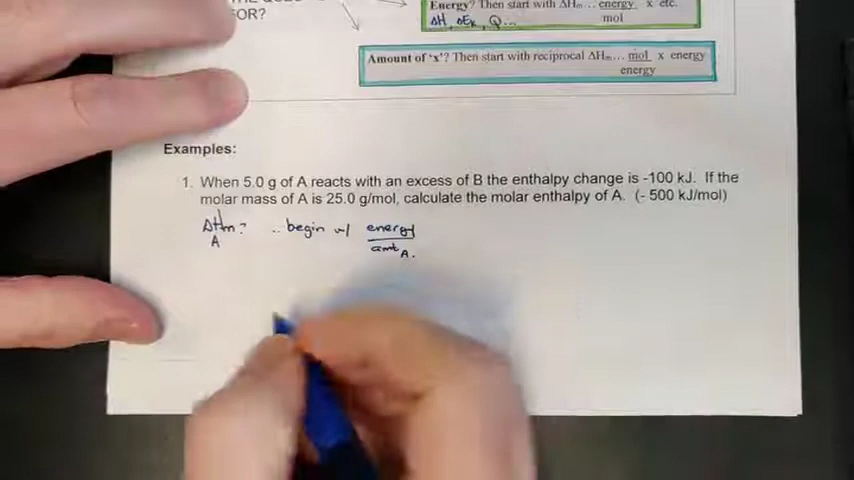 OR?
Energy? Then start with ΔHₘ... energy x etc.
mol
ΔH, ΔEₖ, Q...
Amount of 'x'? Then start with reciprocal ΔHₘ... mol x energy
energy
Examples:
1. When 5.0 g of A reacts with an excess of B the enthalpy change is -100 kJ. If the
molar mass of A is 25.0 g/mol, calculate the molar enthalpy of A. (- 500 kJ/mol)
ΔHm? .. begin w/ energy
A amt A.